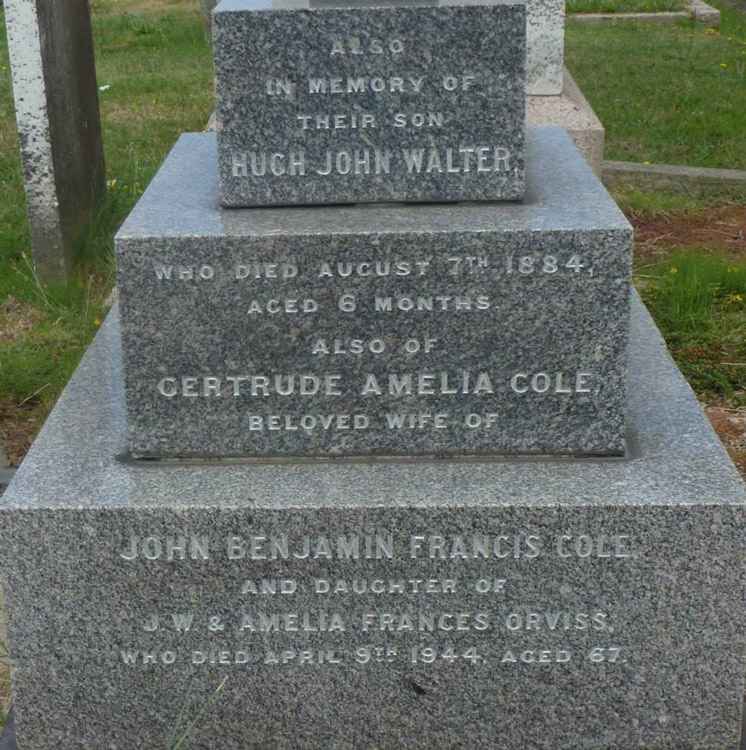 ALSO
IN MEMORY OF
THEIR SON
HUGH JOHN WALTER,
WHO DIED AUGUST 7TH 1884,
AGED 6 MONTHS
ALSO OF
GERTRUDE AMELIA COLE,
BELOVED WIFE OF
JOHN BENJAMIN FRANCIS COLE.
AND DAUGHTER OF
J.W & AMELIA FRANCES ORVISS,
WHO DIED APRIL 9TH 1944, AGED 67.